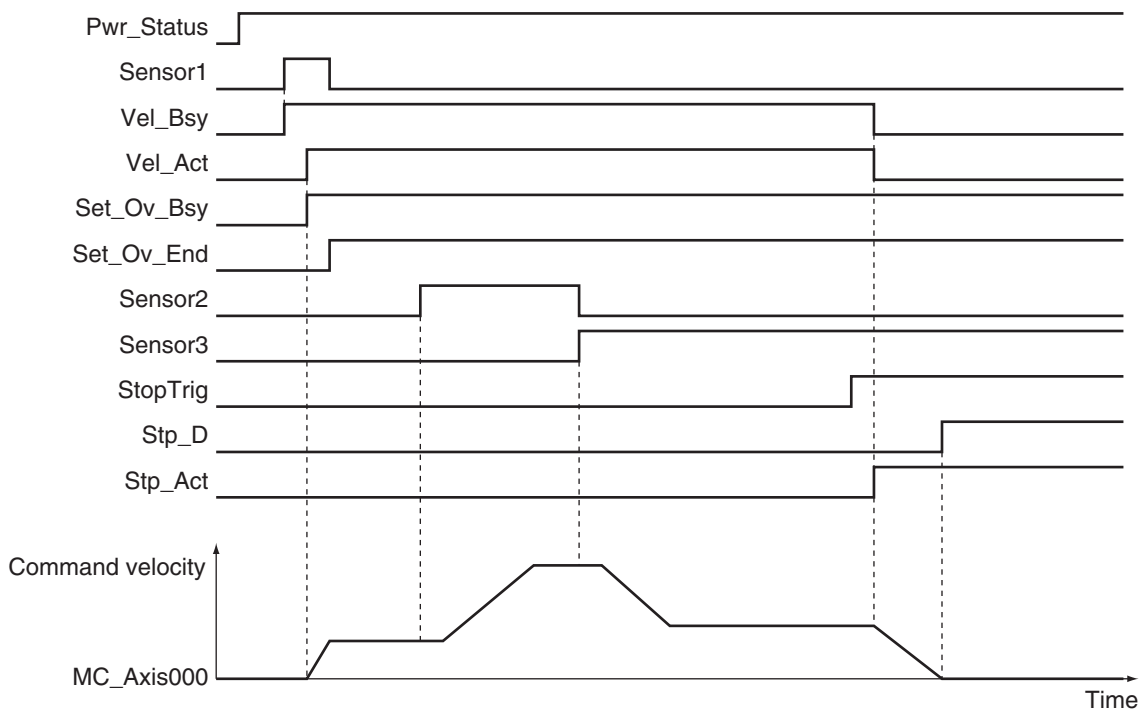 Pwr_Status
Sensor1
Vel_Bsy
Vel_Act
Set_Ov_Bsy
Set_Ov_End
Sensor2
Sensor3
StopTrig
Stp_D
Stp_Act
Command velocity
MC_Axis000
Time